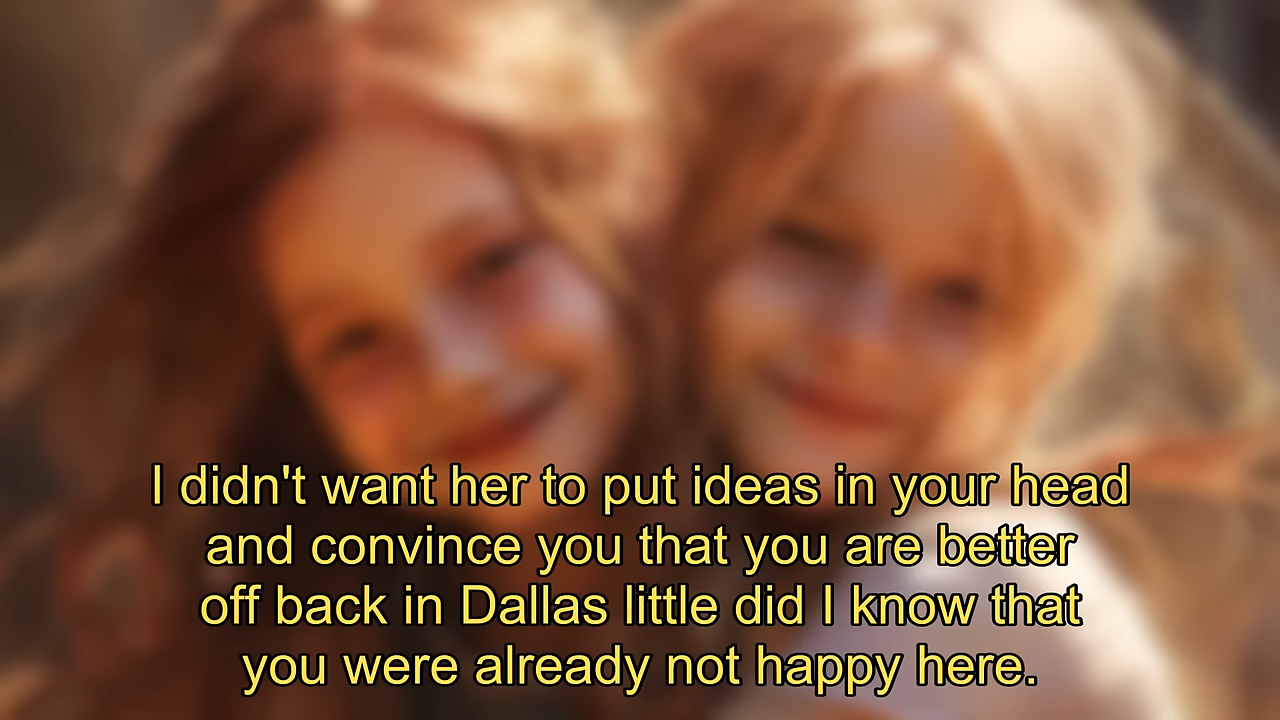 I didn't want her to put ideas in your head
and convince you that you are better
off back in Dallas little did I know that
you were already not happy here.